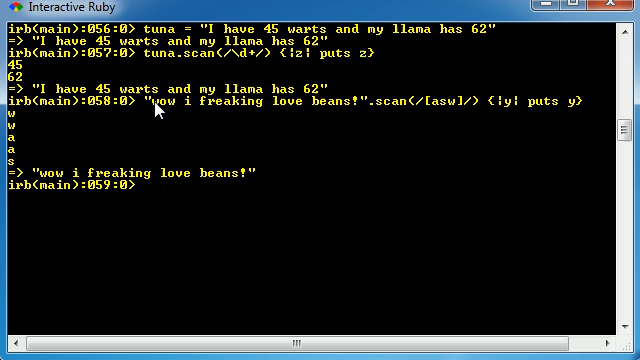 Interactive Ruby
irb(main):056:0> tuna = "I have 45 warts and my llama has 62"
=> "I have 45 warts and my llama has 62"
irb(main):057:0> tuna.scan(/\d+/) {|z| puts z}
45
62
=> "I have 45 warts and my llama has 62"
irb(main):058:0> "wow i freaking love beans!".scan(/[asw]/) {|y| puts y}
w
w
a
a
s
=> "wow i freaking love beans!"
irb(main):059:0>